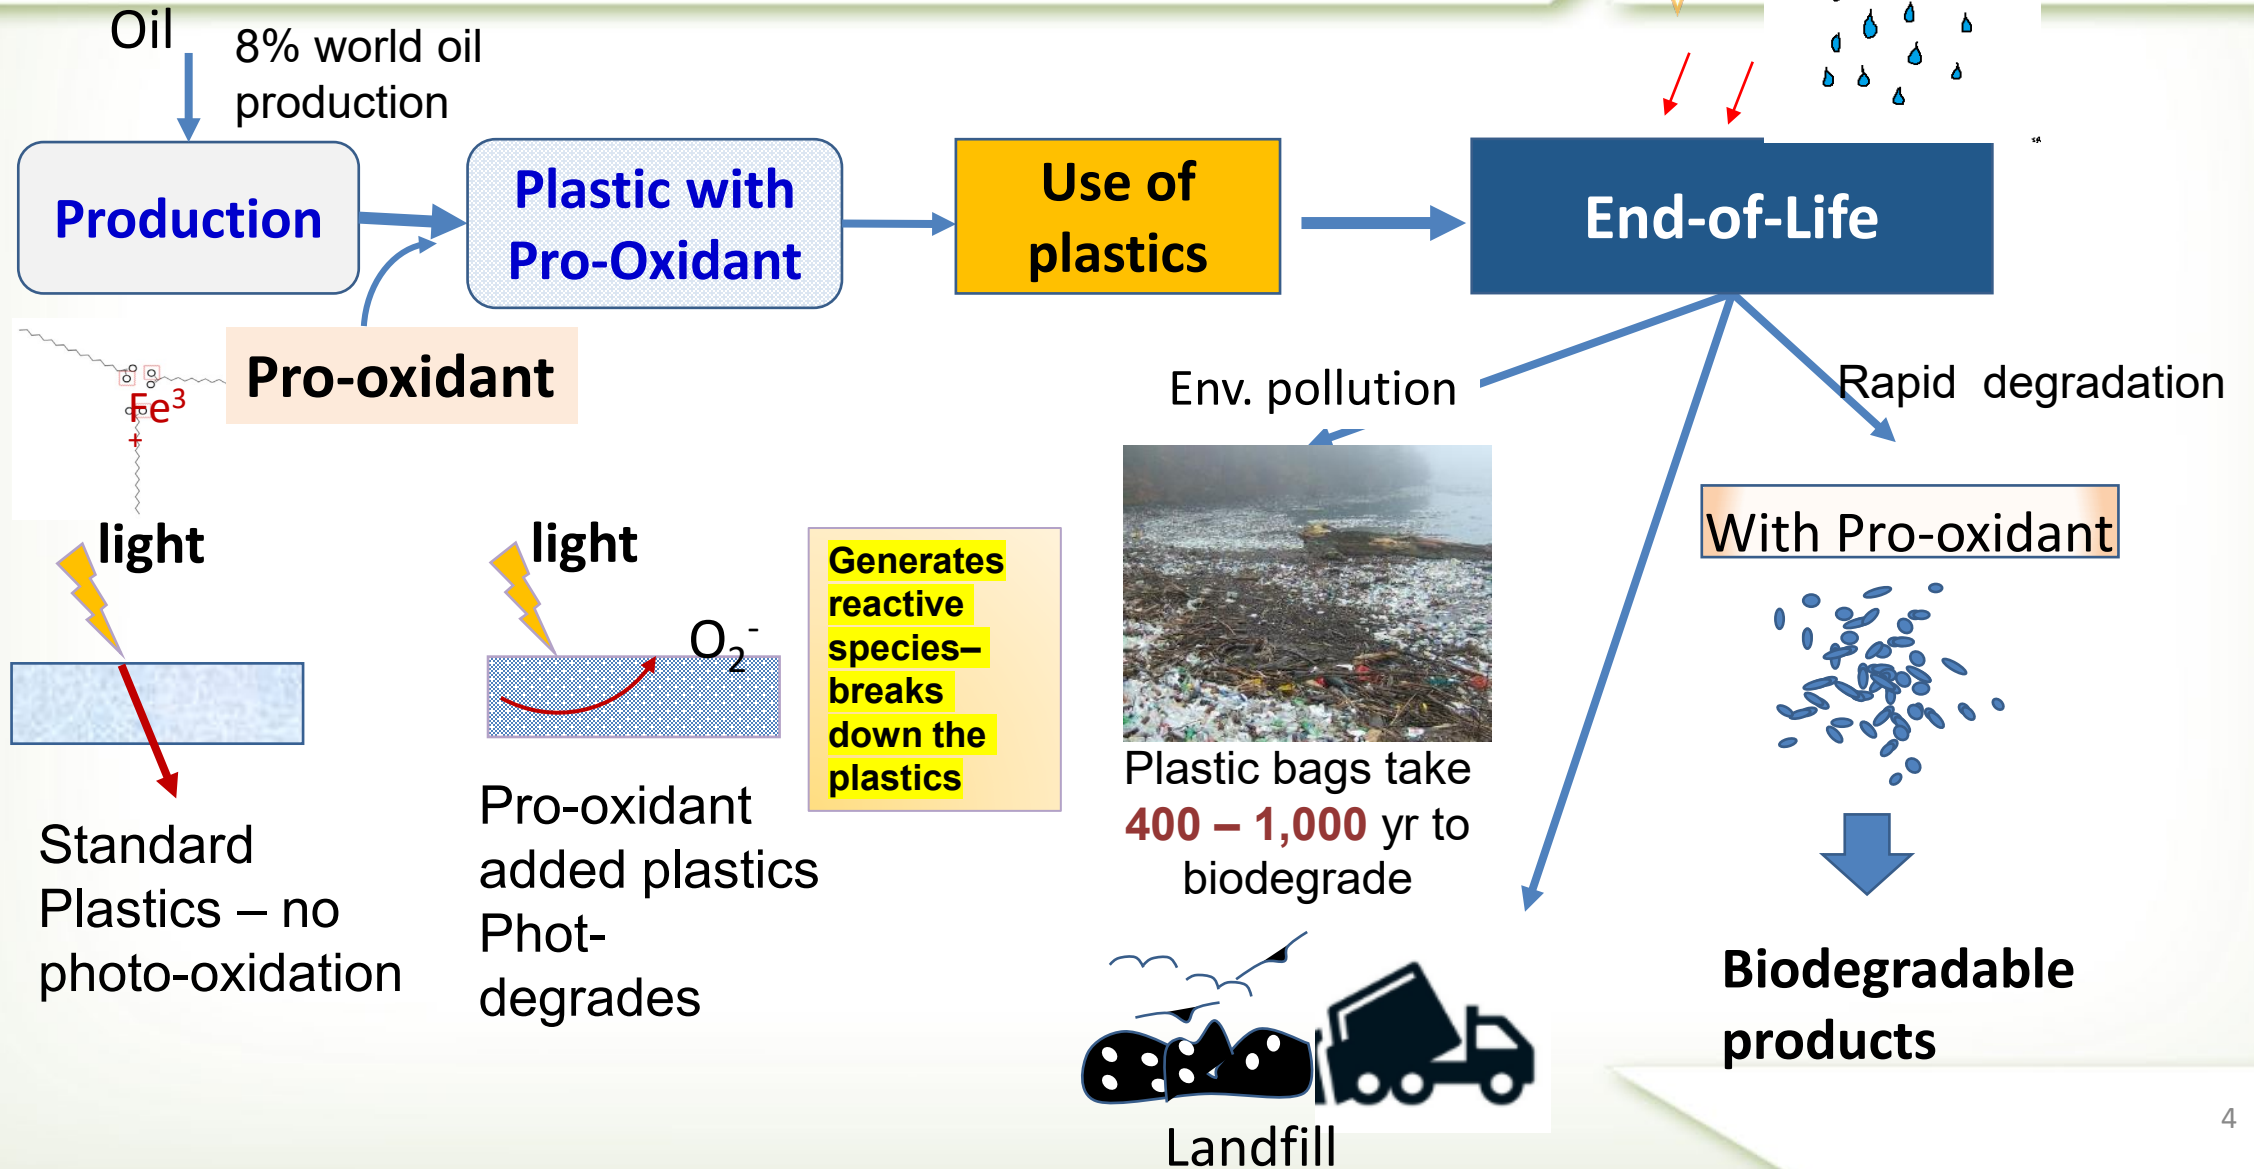 Oil
8% world oil
production
Production
Plastic with
Pro-Oxidant
Use of
plastics
End-of-Life
Pro-oxidant
Fe³
+
Env. pollution
Rapid degradation
With Pro-oxidant
light
light
O₂⁻
Generates
reactive
species–
breaks
down the
plastics
Standard
Plastics – no
photo-oxidation
Pro-oxidant
added plastics
Phot-
degrades
Plastic bags take
400 – 1,000 yr to
biodegrade
Landfill
Biodegradable
products
4